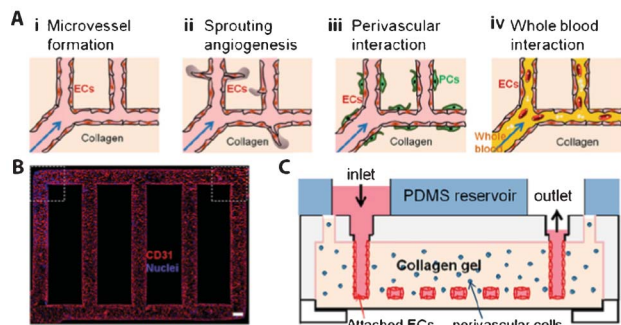 A
i Microvessel
formation
ii Sprouting
angiogenesis
iii Perivascular
interaction
iv Whole blood
interaction
ECs
Collagen
ECs
Collagen
ECs
PCs
Collagen
ECs
Whole
blood
Collagen
B
CD31
Nuclei
C
inlet
PDMS reservoir
outlet
Collagen gel
Attached ECs
perivascular cells